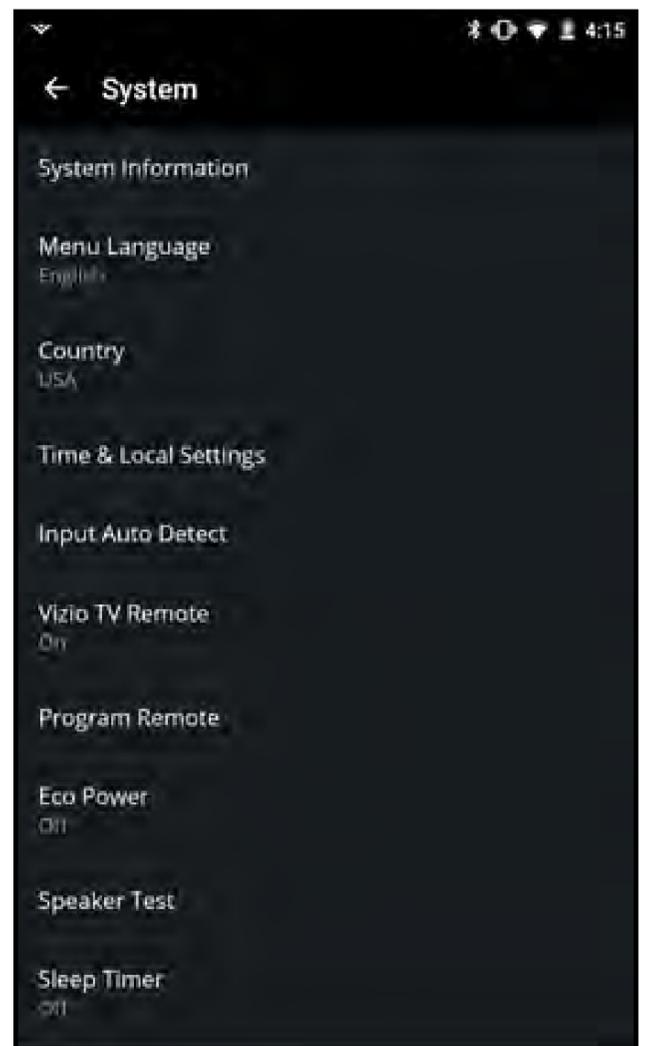 4:15
System
System Information
Menu Language
English
Country
USA
Time & Local Settings
Input Auto Detect
Vizio TV Remote
On
Program Remote
Eco Power
Off
Speaker Test
Sleep Timer
Off